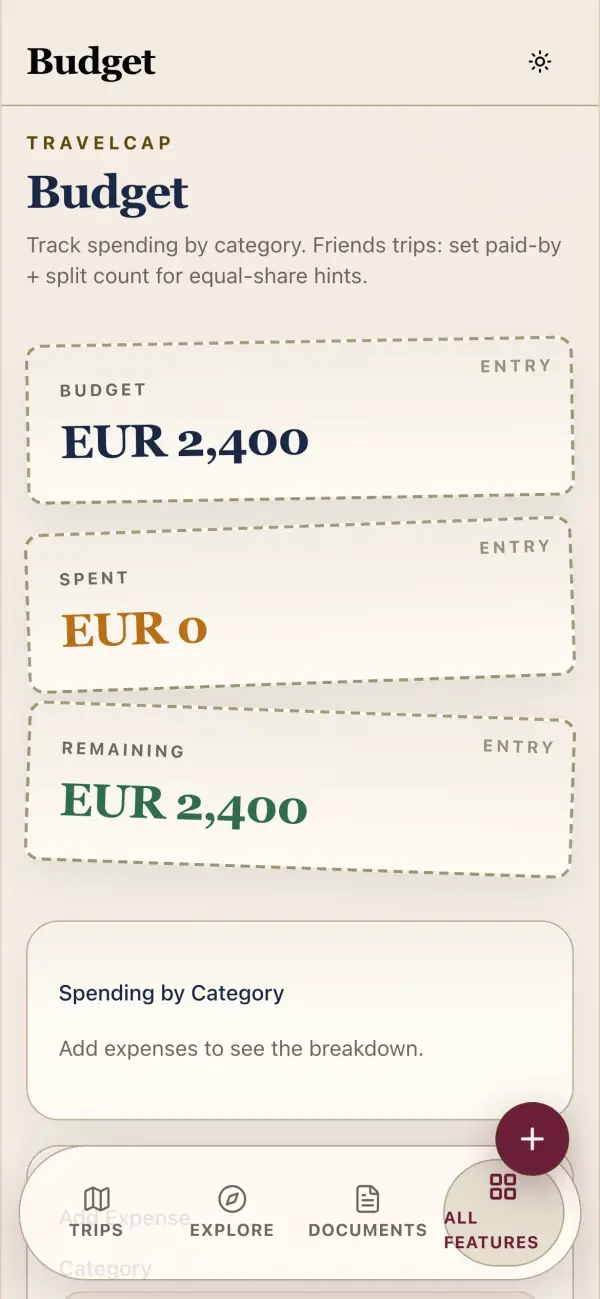 Budget
TRAVELCAP
Budget
Track spending by category. Friends trips: set paid-by
+ split count for equal-share hints.
ENTRY
BUDGET
EUR 2,400
ENTRY
SPENT
EUR 0
ENTRY
REMAINING
EUR 2,400
Spending by Category
Add expenses to see the breakdown.
Add Expense
TRIPS
EXPLORE
DOCUMENTS
ALL
FEATURES
Category